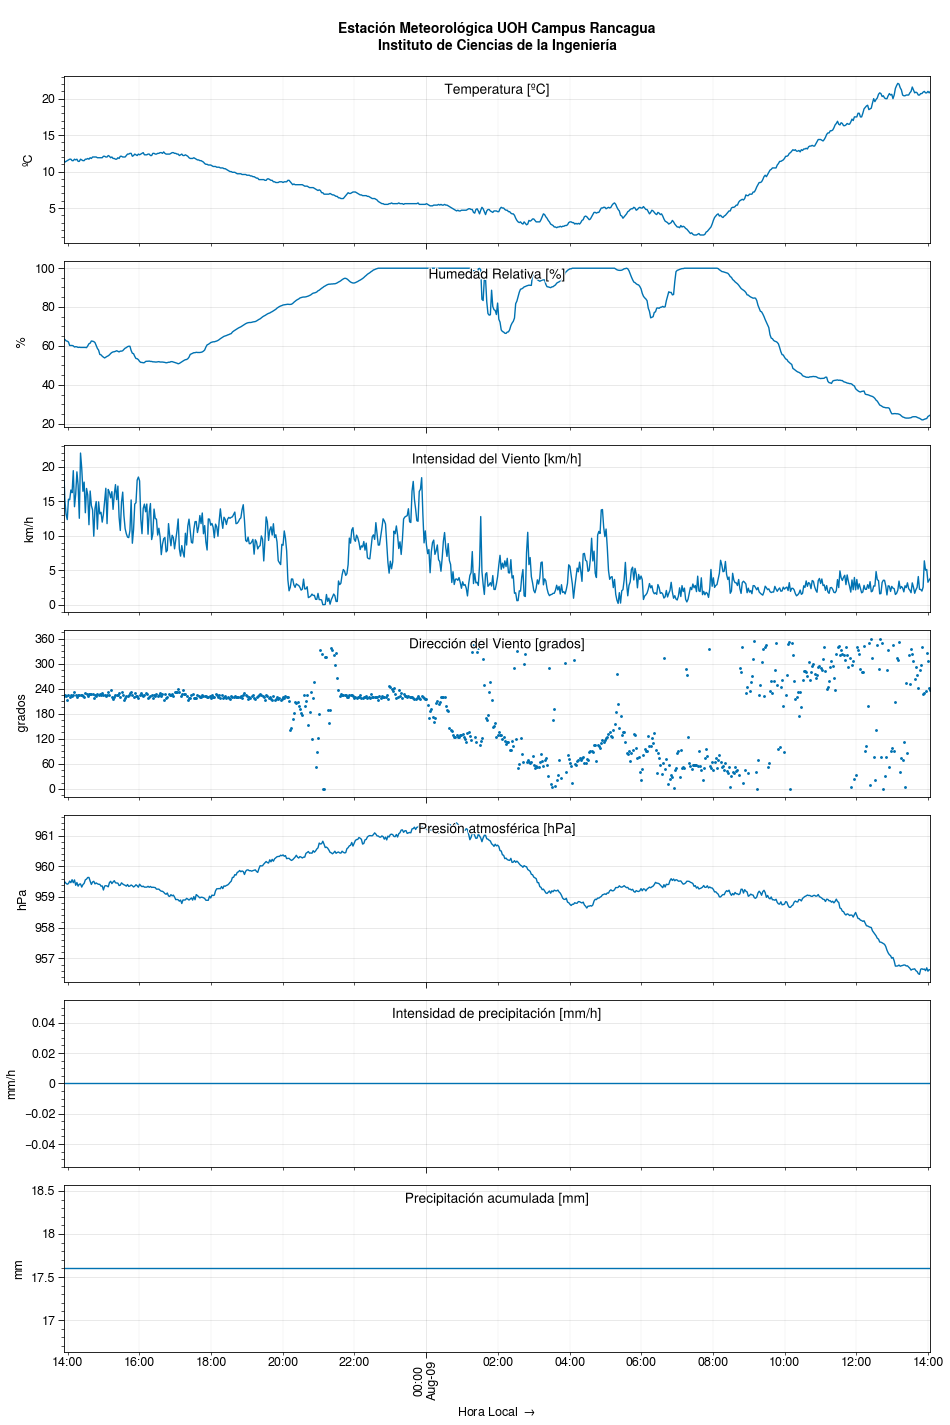 Estación Meteorológica UOH Campus Rancagua
Instituto de Ciencias de la Ingeniería
Temperatura [ºC]
ºC
20
15
10
5
Humedad Relativa [%]
%
100
80
60
40
20
Intensidad del Viento [km/h]
km/h
20
15
10
5
0
Dirección del Viento [grados]
grados
360
300
240
180
120
60
0
Presión atmosférica [hPa]
hPa
961
960
959
958
957
Intensidad de precipitación [mm/h]
mm/h
0.04
0.02
0
−0.02
−0.04
Precipitación acumulada [mm]
mm
18.5
18
17.5
17
14:00 16:00 18:00 20:00 22:00 00:00 02:00 04:00 06:00 08:00 10:00 12:00 14:00
Aug-09
Hora Local →